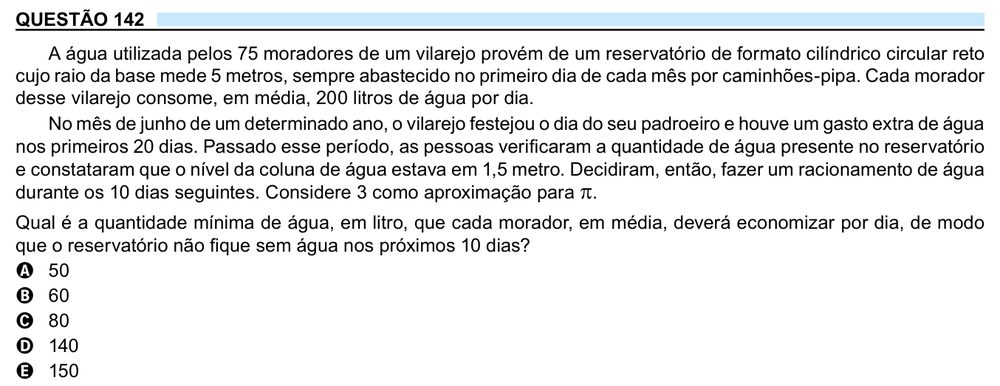 QUESTÃO 142
A água utilizada pelos 75 moradores de um vilarejo provém de um reservatório de formato cilíndrico circular reto
cujo raio da base mede 5 metros, sempre abastecido no primeiro dia de cada mês por caminhões-pipa. Cada morador
desse vilarejo consome, em média, 200 litros de água por dia.
No mês de junho de um determinado ano, o vilarejo festejou o dia do seu padroeiro e houve um gasto extra de água
nos primeiros 20 dias. Passado esse período, as pessoas verificaram a quantidade de água presente no reservatório
e constataram que o nível da coluna de água estava em 1,5 metro. Decidiram, então, fazer um racionamento de água
durante os 10 dias seguintes. Considere 3 como aproximação para π.
Qual é a quantidade mínima de água, em litro, que cada morador, em média, deverá economizar por dia, de modo
que o reservatório não fique sem água nos próximos 10 dias?
A 50
B 60
C 80
D 140
E 150